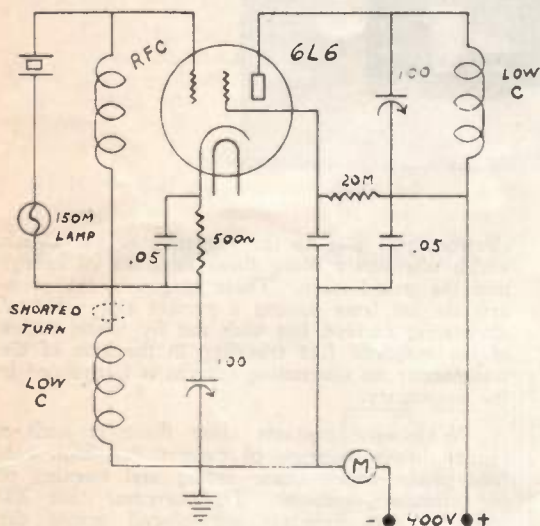 RFC
6L6
100
LOW
C
20M
150M
LAMP
.05
500Ω
.05
SHORTED
TURN
LOW
C
100
M
- 400V +